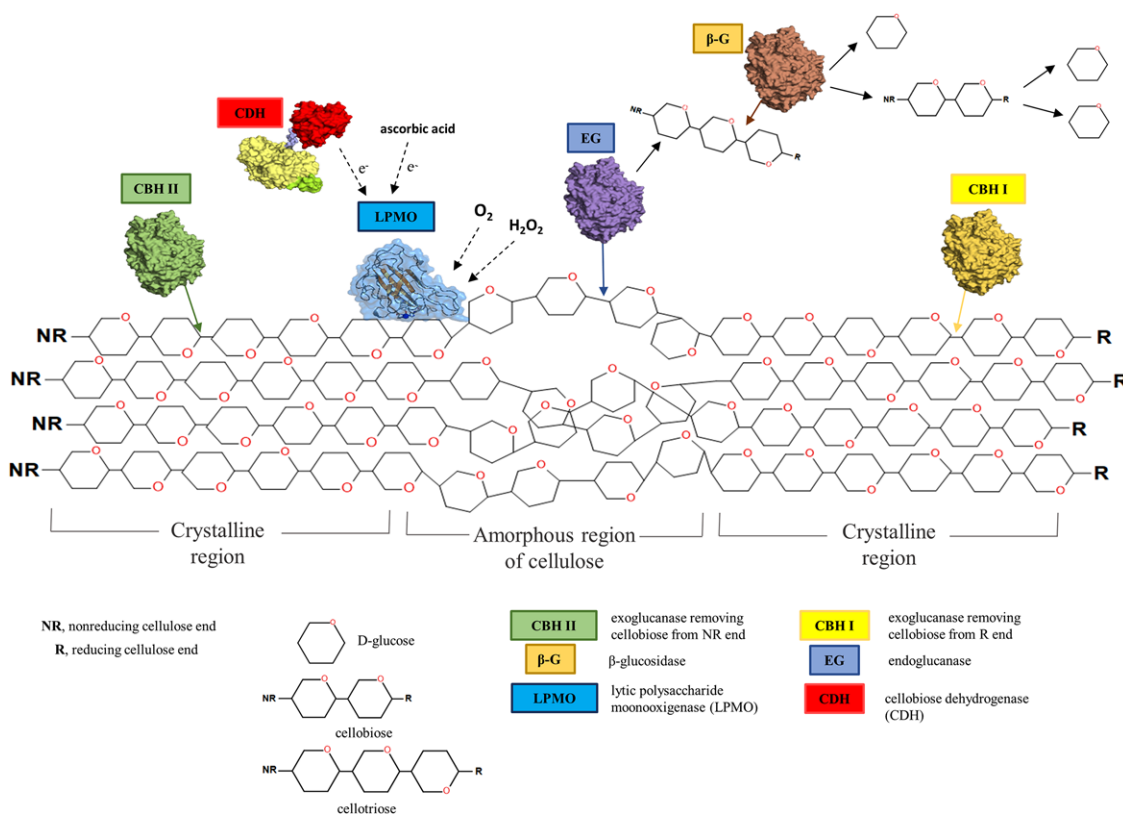 β-G
NR
R
NR
R
CDH
ascorbic acid
e-
e-
EG
CBH II
CBH I
LPMO
O2
H2O2
NR
R
NR
R
NR
R
NR
R
Crystalline
region
Amorphous region
of cellulose
Crystalline
region
NR, nonreducing cellulose end
R, reducing cellulose end
D-glucose
NR
R
cellobiose
NR
R
cellotriose
CBH II
exoglucanase removing
cellobiose from NR end
β-G
β-glucosidase
LPMO
lytic polysaccharide
moonooxigenase (LPMO)
CBH I
exoglucanase removing
cellobiose from R end
EG
endoglucanase
CDH
cellobiose dehydrogenase
(CDH)